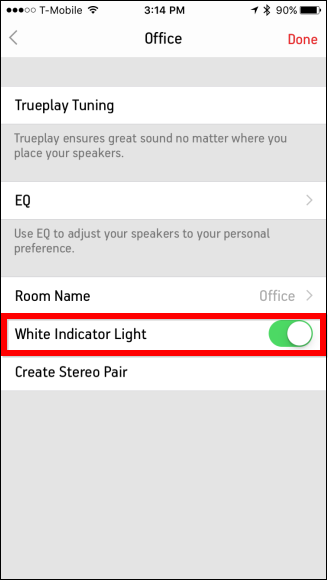 T-Mobile 3:14 PM 90%
Office Done
Trueplay Tuning
Trueplay ensures great sound no matter where you
place your speakers.
EQ
Use EQ to adjust your speakers to your personal
preference.
Room Name Office
White Indicator Light
Create Stereo Pair